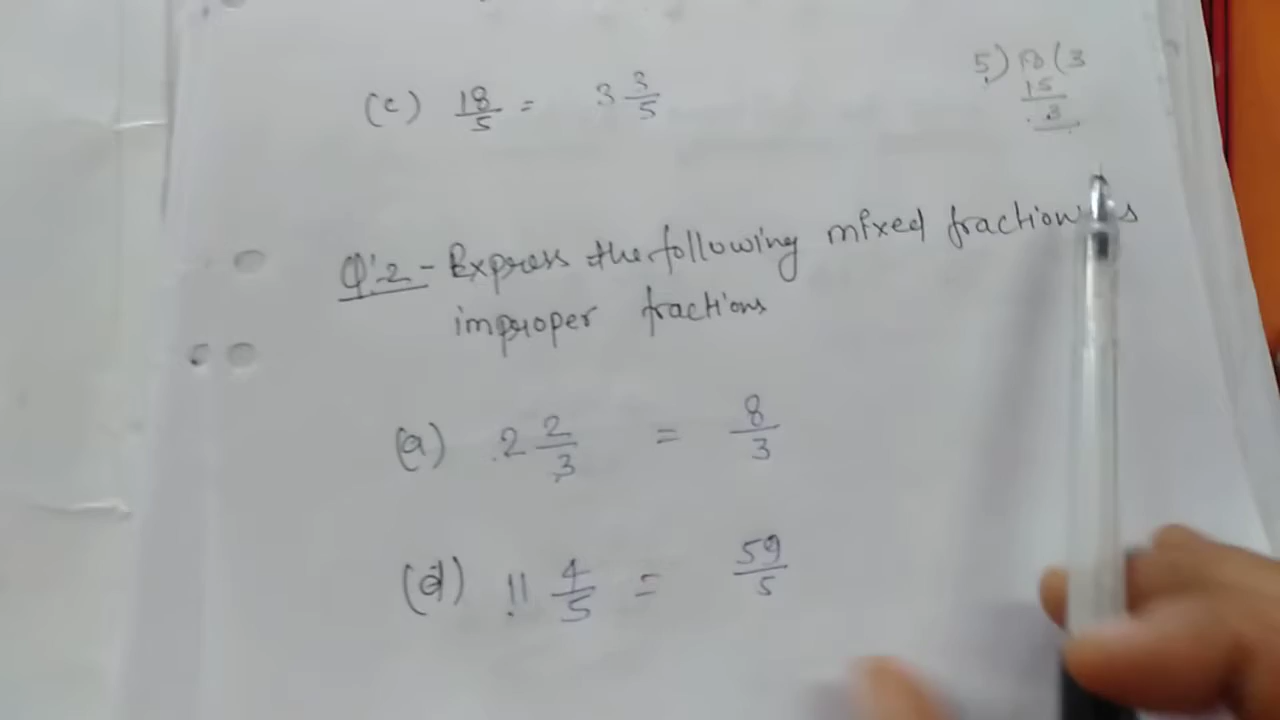 (c) 18/5 = 3 3/5
5) 18 (3
15
3
Q.2 - Express the following mixed fraction as
improper fractions
(a) 2 2/3 = 8/3
(d) 11 4/5 = 59/5